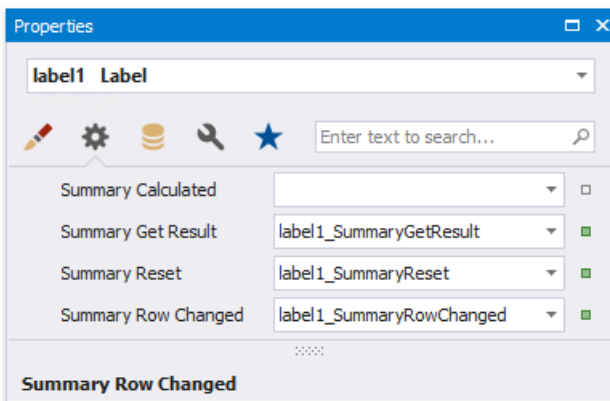 Properties
label1 Label
Enter text to search...
Summary Calculated
Summary Get Result label1_SummaryGetResult
Summary Reset label1_SummaryReset
Summary Row Changed label1_SummaryRowChanged
Summary Row Changed